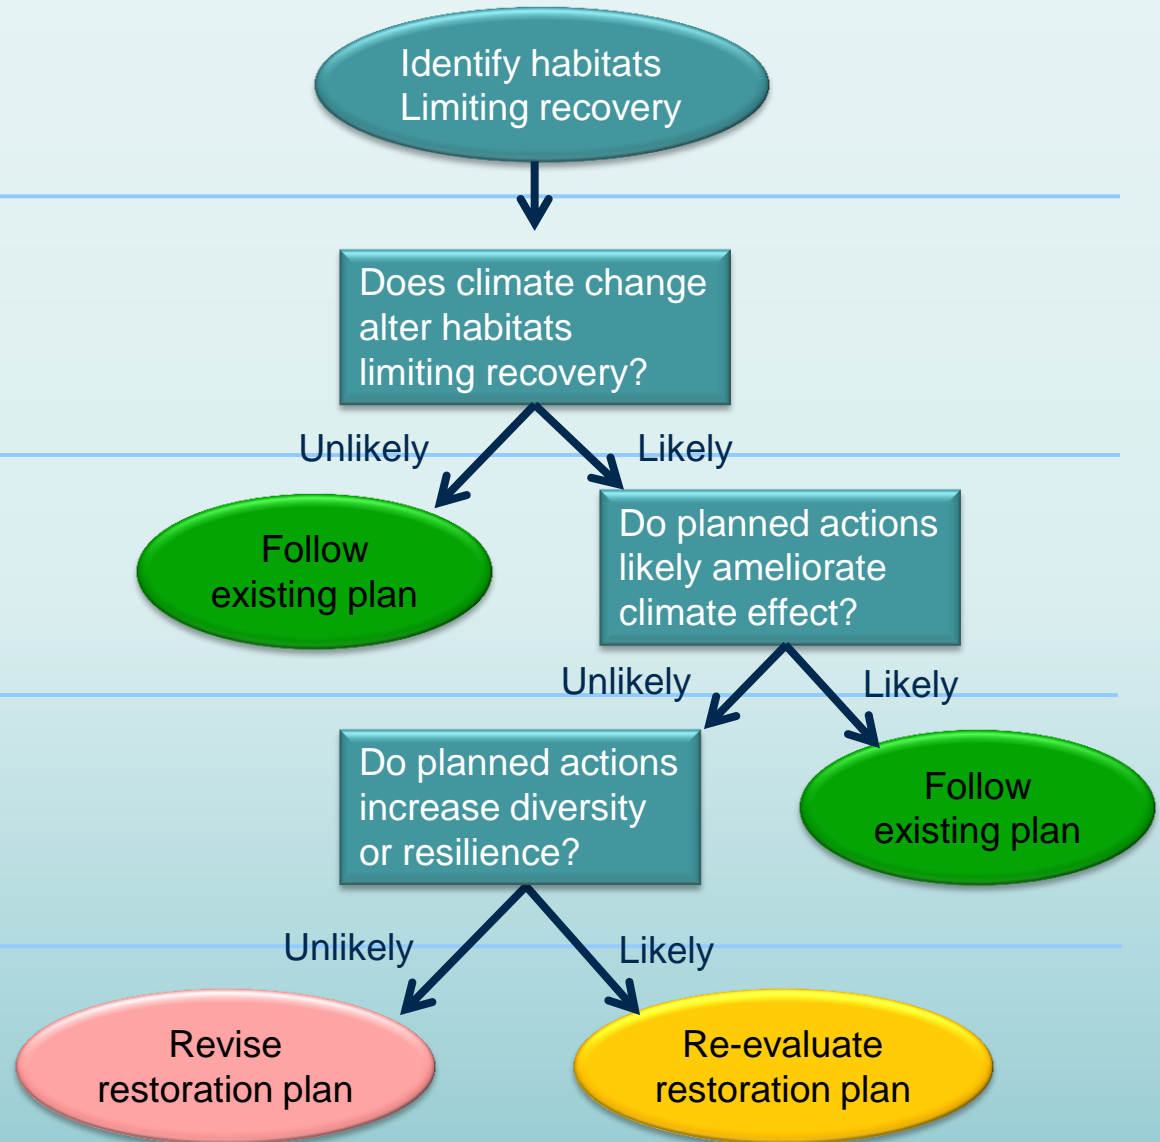 Identify habitats
Limiting recovery
Does climate change
alter habitats
limiting recovery?
Unlikely
Likely
Follow
existing plan
Do planned actions
likely ameliorate
climate effect?
Unlikely
Likely
Do planned actions
increase diversity
or resilience?
Follow
existing plan
Unlikely
Likely
Revise
restoration plan
Re-evaluate
restoration plan